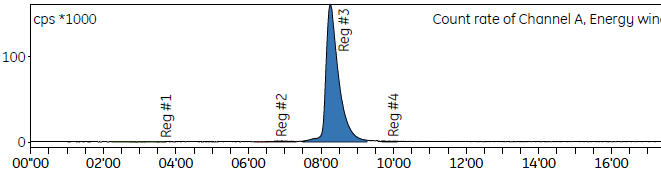 cps *1000
Count rate of Channel A, Energy win
Reg #3
100
Reg #1
Reg #2
Reg #4
0
00'00 02'00 04'00 06'00 08'00 10'00 12'00 14'00 16'00